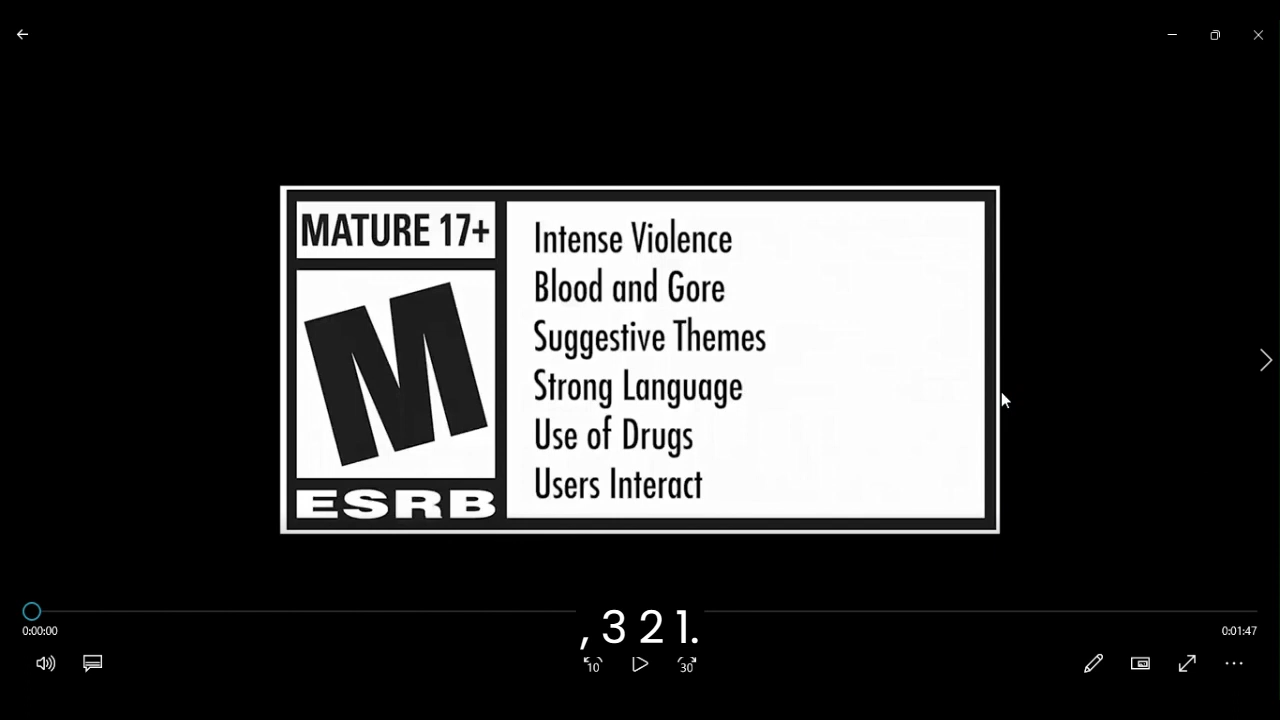 MATURE 17+
M
ESRB
Intense Violence
Blood and Gore
Suggestive Themes
Strong Language
Use of Drugs
Users Interact
, 3 2 1.
0:00:00
0:01:47
10
30